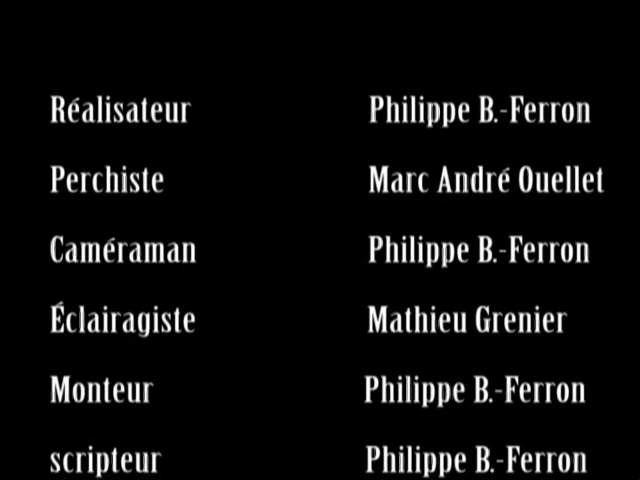 Réalisateur Philippe B.-Ferron
Perchiste Marc André Ouellet
Caméraman Philippe B.-Ferron
Éclairagiste Mathieu Grenier
Monteur Philippe B.-Ferron
scripteur Philippe B.-Ferron